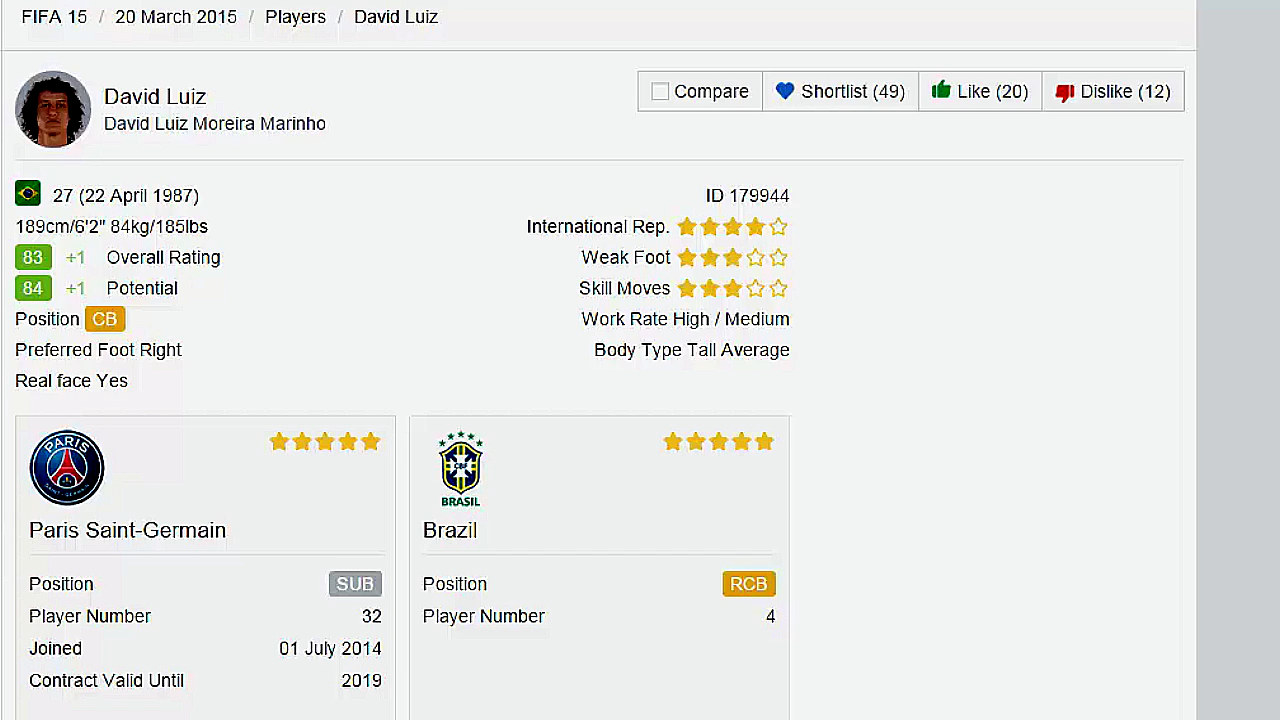 FIFA 15 / 20 March 2015 / Players / David Luiz
David Luiz
David Luiz Moreira Marinho
Compare
Shortlist (49)
Like (20)
Dislike (12)
27 (22 April 1987)
189cm/6'2" 84kg/185lbs
83 +1 Overall Rating
84 +1 Potential
Position CB
Preferred Foot Right
Real face Yes
ID 179944
International Rep.
Weak Foot
Skill Moves
Work Rate High / Medium
Body Type Tall Average
PARIS
SAINT-GERMAIN
Paris Saint-Germain
Position SUB
Player Number 32
Joined 01 July 2014
Contract Valid Until 2019
CBF
BRASIL
Brazil
Position RCB
Player Number 4